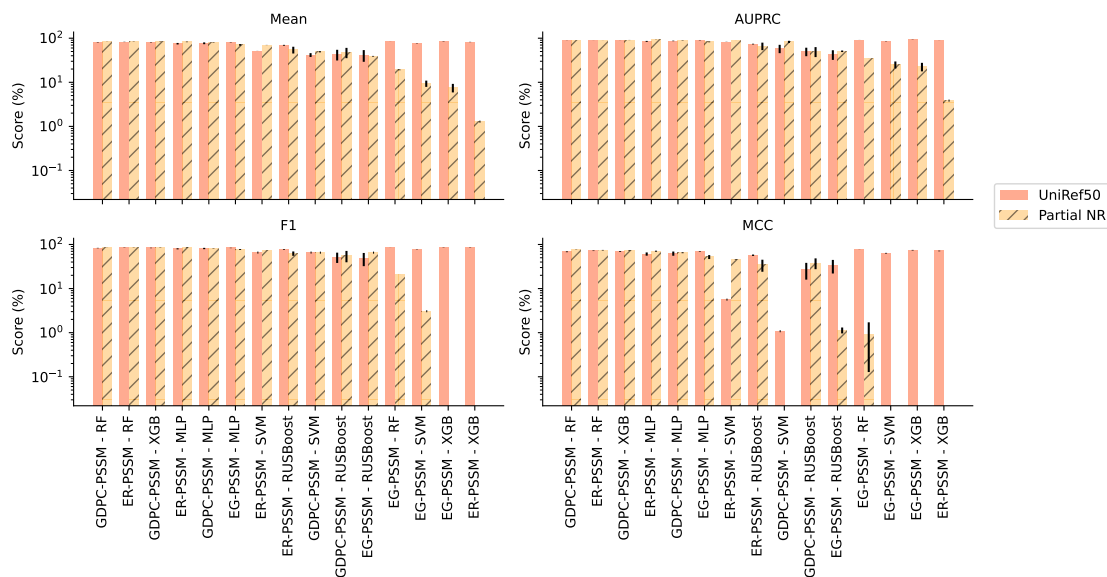 Mean
AUPRC
Score (%)
10²
10¹
10⁰
10⁻¹
Score (%)
10²
10¹
10⁰
10⁻¹
UniRef50
Partial NR
F1
MCC
Score (%)
10²
10¹
10⁰
10⁻¹
Score (%)
10²
10¹
10⁰
10⁻¹
GDPC-PSSM - RF
ER-PSSM - RF
GDPC-PSSM - XGB
ER-PSSM - MLP
GDPC-PSSM - MLP
EG-PSSM - MLP
ER-PSSM - SVM
ER-PSSM - RUSBoost
GDPC-PSSM - SVM
GDPC-PSSM - RUSBoost
EG-PSSM - RUSBoost
EG-PSSM - RF
EG-PSSM - SVM
EG-PSSM - XGB
ER-PSSM - XGB
GDPC-PSSM - RF
ER-PSSM - RF
GDPC-PSSM - XGB
ER-PSSM - MLP
GDPC-PSSM - MLP
EG-PSSM - MLP
ER-PSSM - SVM
ER-PSSM - RUSBoost
GDPC-PSSM - SVM
GDPC-PSSM - RUSBoost
EG-PSSM - RUSBoost
EG-PSSM - RF
EG-PSSM - SVM
EG-PSSM - XGB
ER-PSSM - XGB